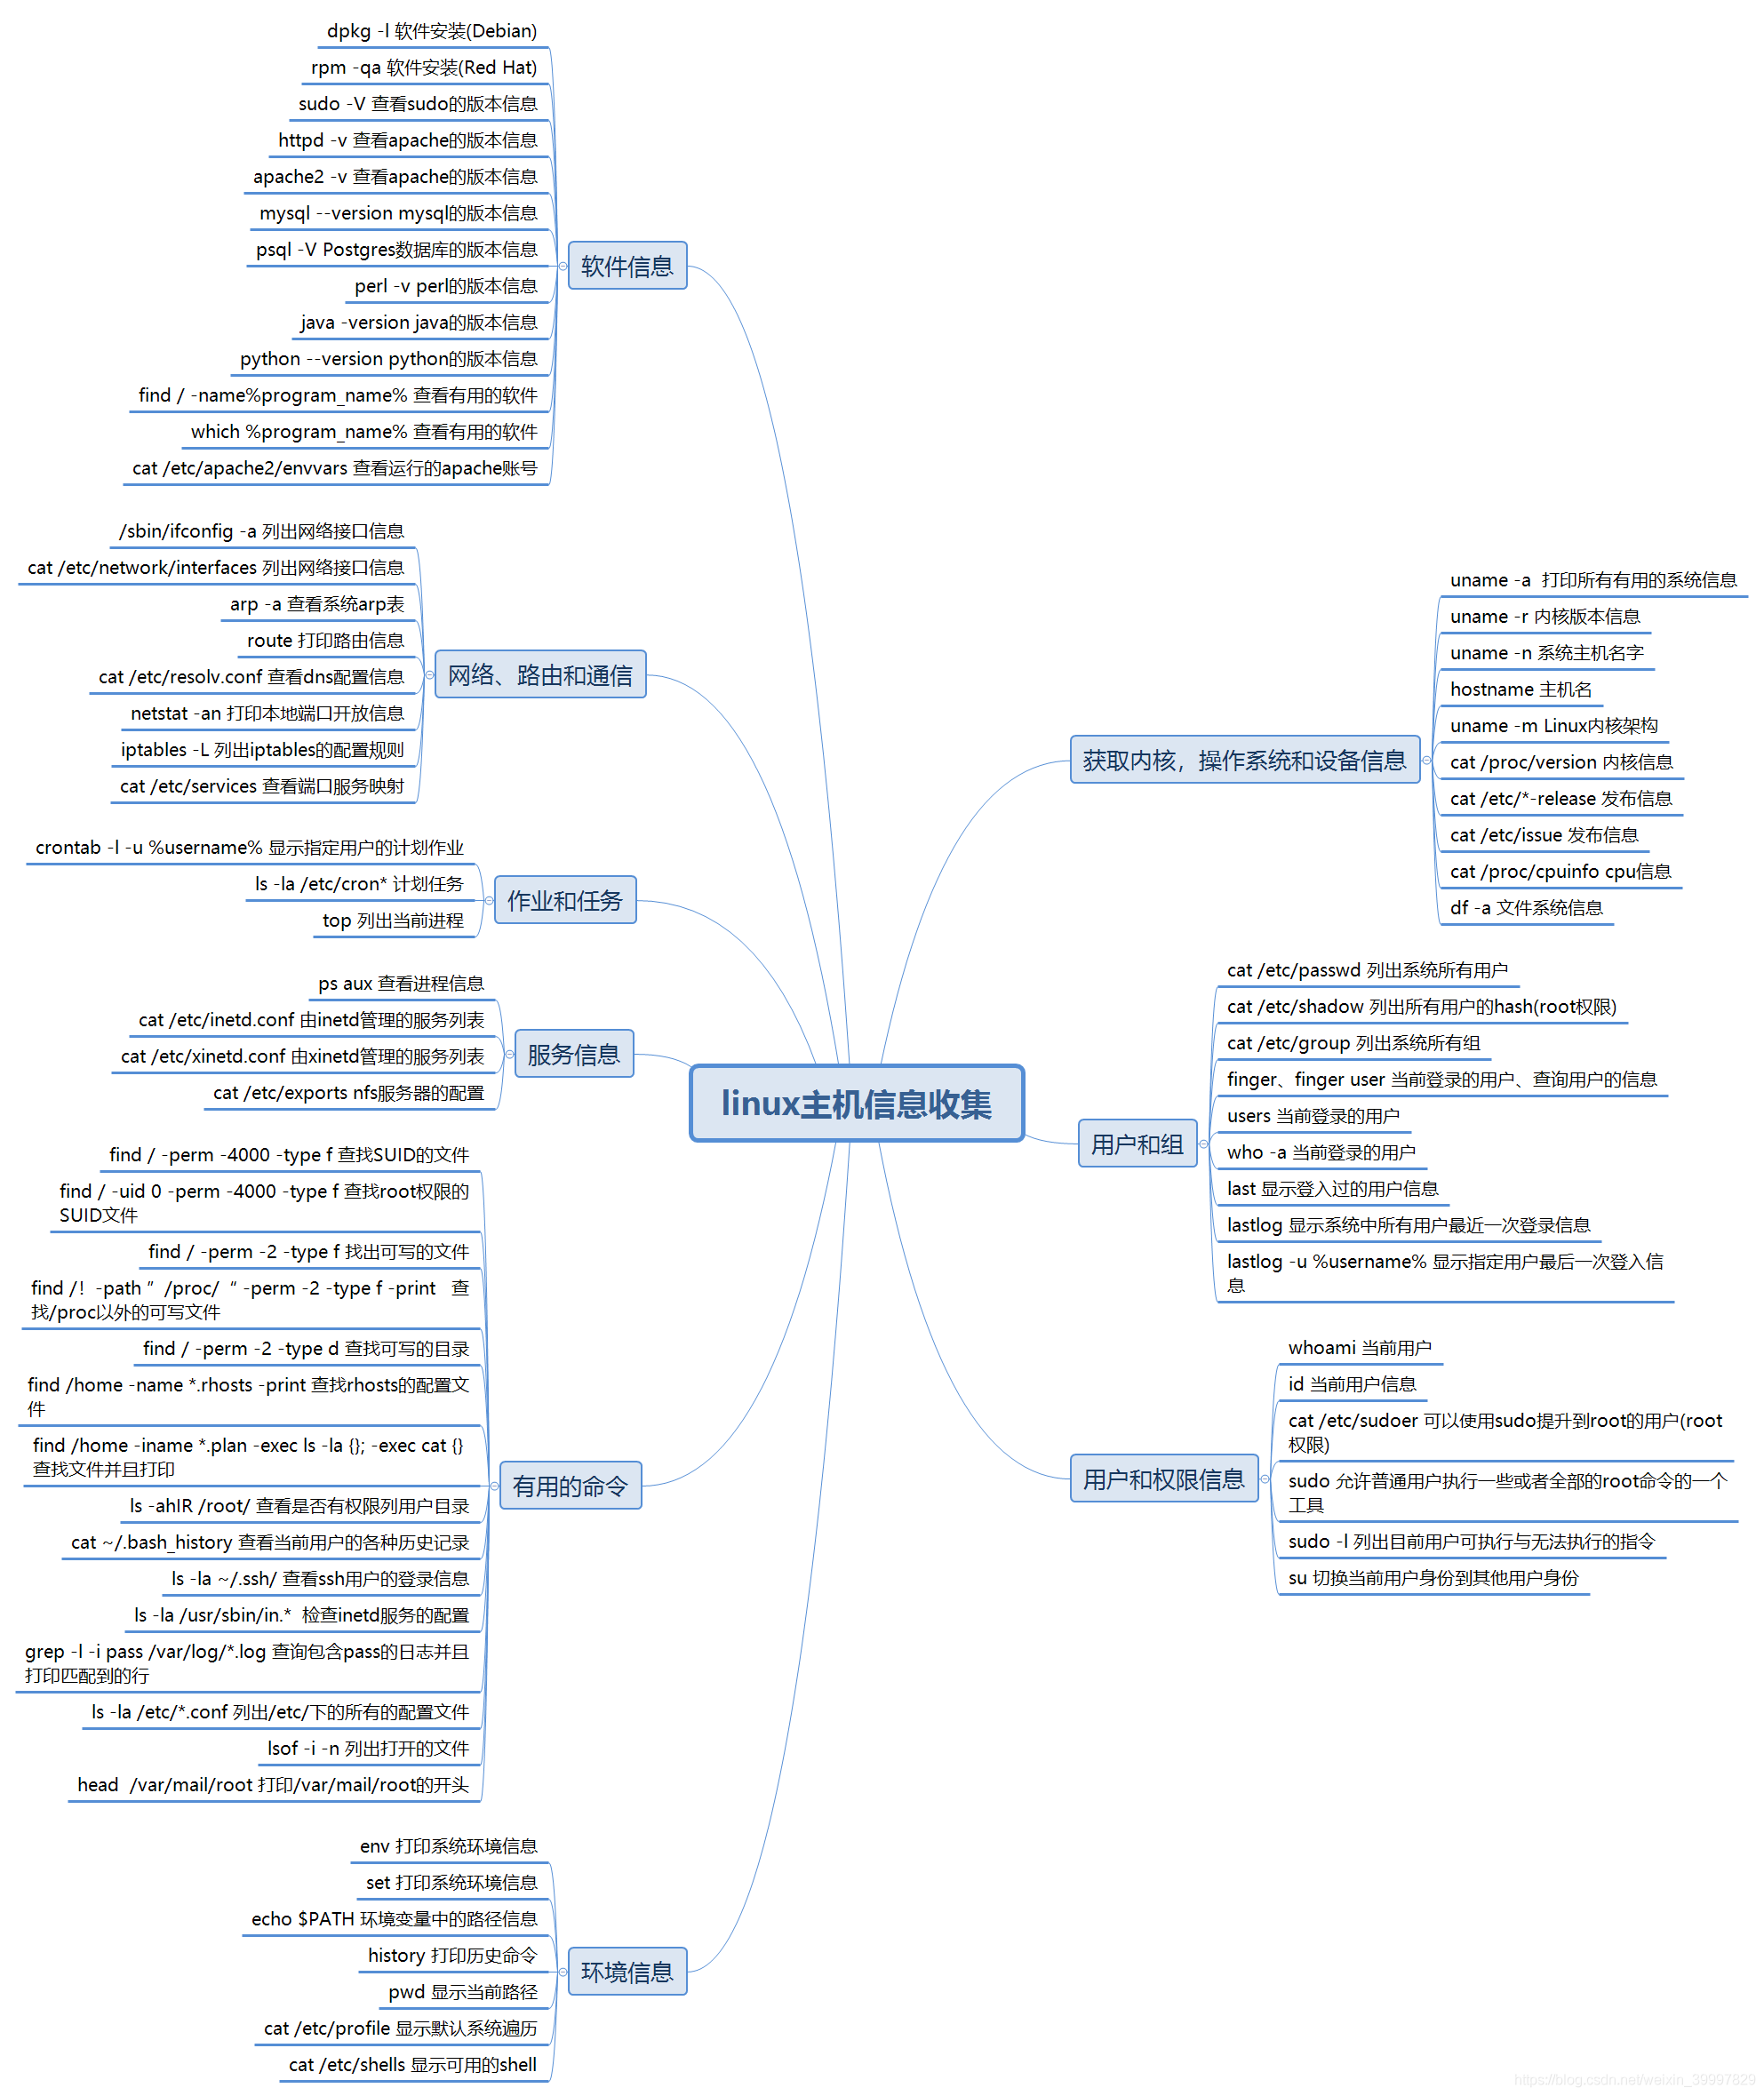 dpkg -l 软件安装(Debian)
rpm -qa 软件安装(Red Hat)
sudo -V 查看sudo的版本信息
httpd -v 查看apache的版本信息
apache2 -v 查看apache的版本信息
mysql --version mysql的版本信息
psql -V Postgres数据库的版本信息
perl -v perl的版本信息
java -version java的版本信息
python --version python的版本信息
find / -name%program_name% 查看有用的软件
which %program_name% 查看有用的软件
cat /etc/apache2/envvars 查看运行的apache账号
软件信息
/sbin/ifconfig -a 列出网络接口信息
cat /etc/network/interfaces 列出网络接口信息
arp -a 查看系统arp表
route 打印路由信息
cat /etc/resolv.conf 查看dns配置信息
netstat -an 打印本地端口开放信息
iptables -L 列出iptables的配置规则
cat /etc/services 查看端口服务映射
网络、路由和通信
crontab -l -u %username% 显示指定用户的计划作业
ls -la /etc/cron* 计划任务
top 列出当前进程
作业和任务
ps aux 查看进程信息
cat /etc/inetd.conf 由inetd管理的服务列表
cat /etc/xinetd.conf 由xinetd管理的服务列表
cat /etc/exports nfs服务器的配置
服务信息
find / -perm -4000 -type f 查找SUID的文件
find / -uid 0 -perm -4000 -type f 查找root权限的
SUID文件
find / -perm -2 -type f 找出可写的文件
find /！-path ” /proc/ “ -perm -2 -type f -print 查
找/proc以外的可写文件
find / -perm -2 -type d 查找可写的目录
find /home -name *.rhosts -print 查找rhosts的配置文
件
find /home -iname *.plan -exec ls -la {}; -exec cat {}
查找文件并且打印
ls -ahlR /root/ 查看是否有权限列用户目录
cat ~/.bash_history 查看当前用户的各种历史记录
ls -la ~/.ssh/ 查看ssh用户的登录信息
ls -la /usr/sbin/in.* 检查inetd服务的配置
grep -l -i pass /var/log/*.log 查询包含pass的日志并且
打印匹配到的行
ls -la /etc/*.conf 列出/etc/下的所有的配置文件
lsof -i -n 列出打开的文件
head /var/mail/root 打印/var/mail/root的开头
有用的命令
env 打印系统环境信息
set 打印系统环境信息
echo $PATH 环境变量中的路径信息
history 打印历史命令
pwd 显示当前路径
cat /etc/profile 显示默认系统遍历
cat /etc/shells 显示可用的shell
环境信息
linux主机信息收集
获取内核，操作系统和设备信息
uname -a 打印所有有用的系统信息
uname -r 内核版本信息
uname -n 系统主机名字
hostname 主机名
uname -m Linux内核架构
cat /proc/version 内核信息
cat /etc/*-release 发布信息
cat /etc/issue 发布信息
cat /proc/cpuinfo cpu信息
df -a 文件系统信息
用户和组
cat /etc/passwd 列出系统所有用户
cat /etc/shadow 列出所有用户的hash(root权限)
cat /etc/group 列出系统所有组
finger、finger user 当前登录的用户、查询用户的信息
users 当前登录的用户
who -a 当前登录的用户
last 显示登入过的用户信息
lastlog 显示系统中所有用户最近一次登录信息
lastlog -u %username% 显示指定用户最后一次登入信
息
用户和权限信息
whoami 当前用户
id 当前用户信息
cat /etc/sudoer 可以使用sudo提升到root的用户(root
权限)
sudo 允许普通用户执行一些或者全部的root命令的一个
工具
sudo -l 列出目前用户可执行与无法执行的指令
su 切换当前用户身份到其他用户身份
https://blog.csdn.net/weixin_39997829